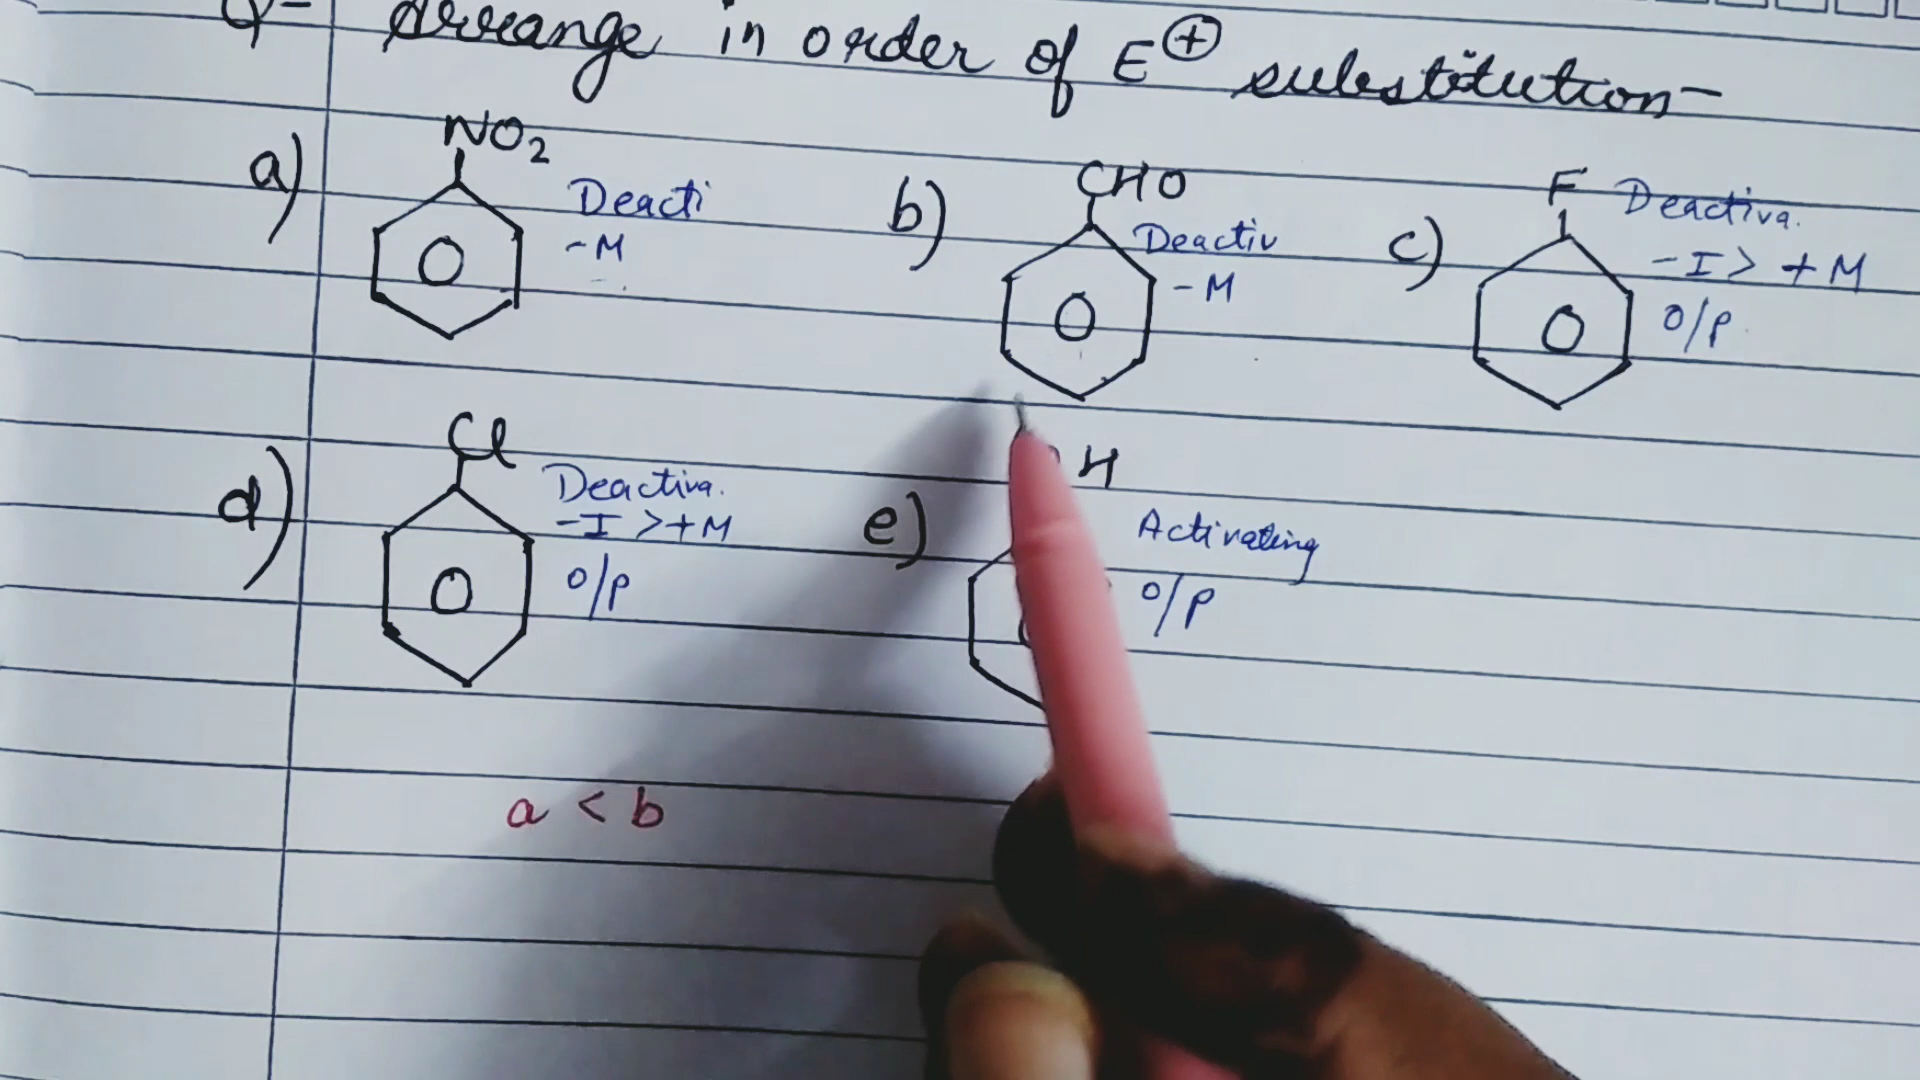 Q- Arrange in order of E⊕ substitution-
a) NO2 Deacti
-M
b) CHO Deactiv
-M
c) F Deactiva.
-I > +M
O/P
d) Cl Deactiva.
-I > +M
O/P
e) H Activating
O/P
a < b